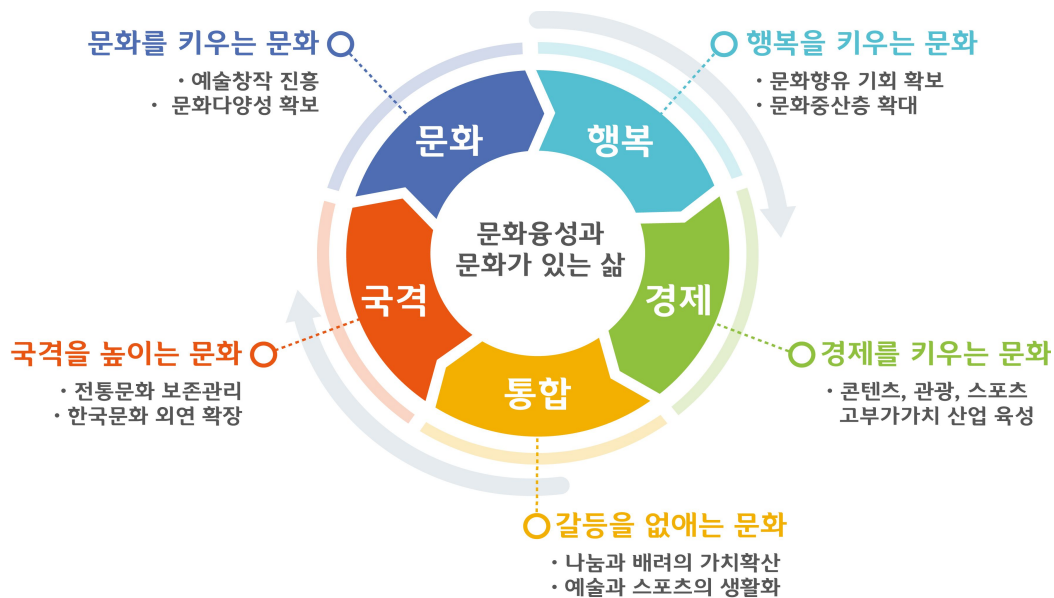 문화를 키우는 문화
· 예술창작 진흥
· 문화다양성 확보
행복을 키우는 문화
· 문화향유 기회 확보
· 문화중산층 확대
문화
행복
문화융성과
문화가 있는 삶
국격
경제
통합
국격을 높이는 문화
· 전통문화 보존관리
· 한국문화 외연 확장
경제를 키우는 문화
· 콘텐츠, 관광, 스포츠
고부가가치 산업 육성
갈등을 없애는 문화
· 나눔과 배려의 가치확산
· 예술과 스포츠의 생활화